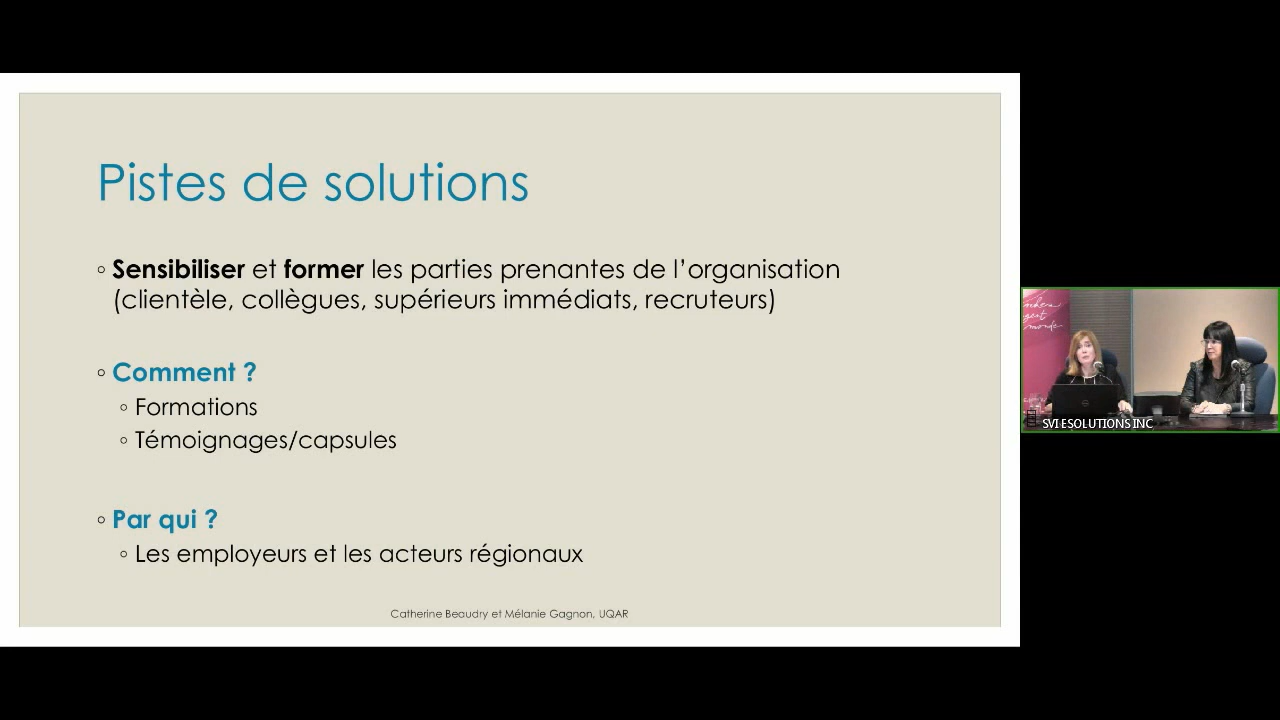 Pistes de solutions
◦ Sensibiliser et former les parties prenantes de l'organisation
(clientèle, collègues, supérieurs immédiats, recruteurs)
◦ Comment ?
◦ Formations
◦ Témoignages/capsules
◦ Par qui ?
◦ Les employeurs et les acteurs régionaux
Catherine Beaudry et Mélanie Gagnon, UQAR
monde
SVI ESOLUTIONS INC